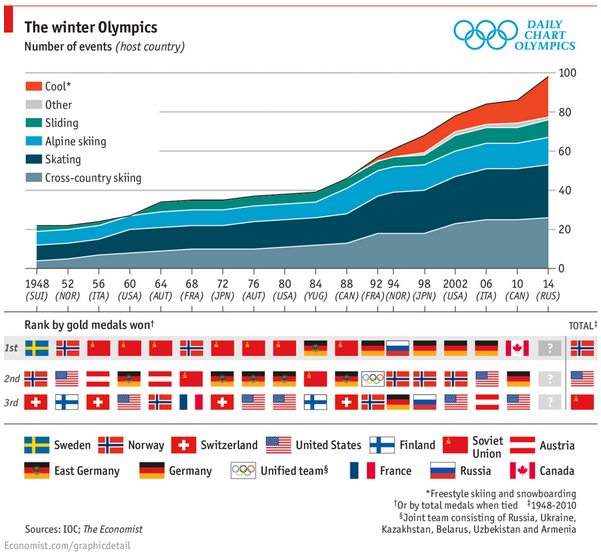 The winter Olympics
Number of events (host country)
DAILY
CHART
OLYMPICS
Cool*
Other
Sliding
Alpine skiing
Skating
Cross-country skiing
100
80
60
40
20
0
1948 52 56 60 64 68 72 76 80 84 88 92 94 98 2002 06 10 14
(SUI) (NOR) (ITA) (USA) (AUT) (FRA) (JPN) (AUT) (USA) (YUG) (CAN) (FRA) (NOR) (JPN) (USA) (ITA) (CAN) (RUS)
Rank by gold medals won† TOTAL‡
1st ?
2nd ?
3rd ?
Sweden Norway Switzerland United States Finland Soviet Union Austria
East Germany Germany Unified team§ France Russia Canada
*Freestyle skiing and snowboarding
†Or by total medals when tied ‡1948-2010
§Joint team consisting of Russia, Ukraine,
Kazakhstan, Belarus, Uzbekistan and Armenia
Sources: IOC; The Economist
Economist.com/graphicdetail